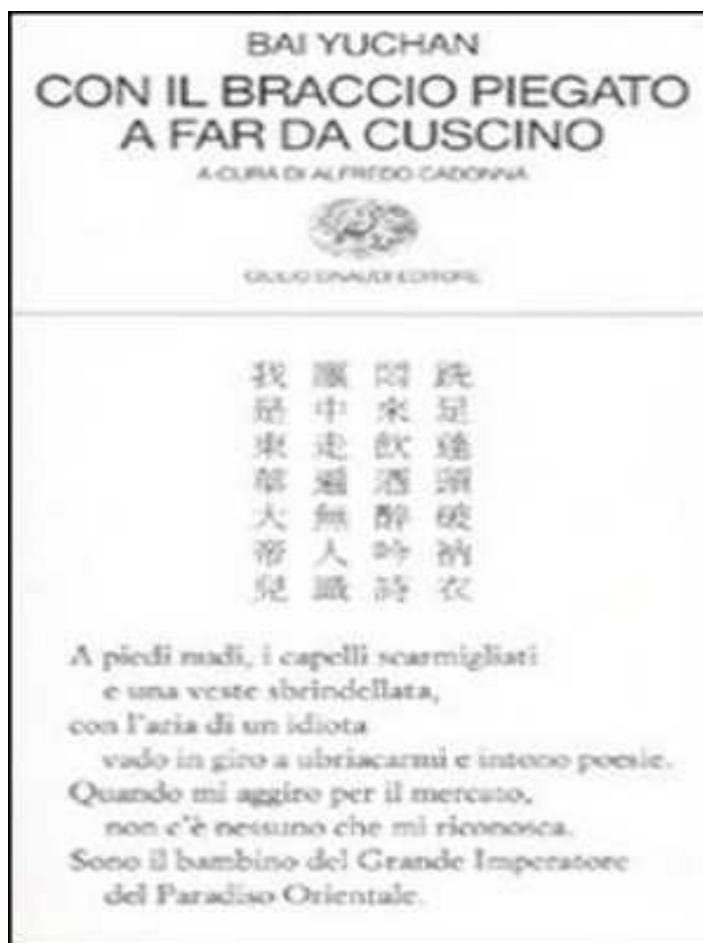 BAI YUCHAN
CON IL BRACCIO PIEGATO
A FAR DA CUSCINO
A CURA DI ALFREDO CADONNA
GIULIO EINAUDI EDITORE
跣足蓬頭破衲衣
悶來飲酒醉吟詩
廛中走遍無人識
我是東華大帝兒
A piedi nudi, i capelli scarmigliati
e una veste sbrindellata,
con l'aria di un idiota
vado in giro a ubriacarmi e intono poesie.
Quando mi aggiro per il mercato,
non c'è nessuno che mi riconosca.
Sono il bambino del Grande Imperatore
del Paradiso Orientale.